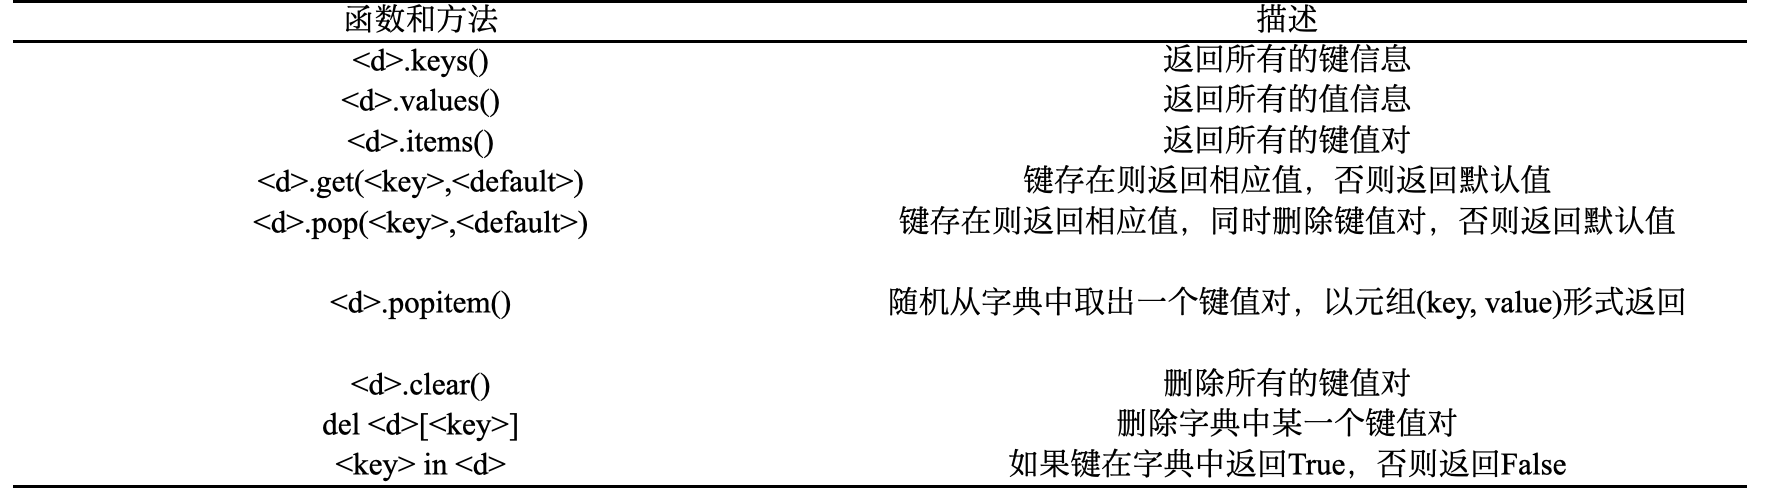 函数和方法 描述
<d>.keys() 返回所有的键信息
<d>.values() 返回所有的值信息
<d>.items() 返回所有的键值对
<d>.get(<key>,<default>) 键存在则返回相应值，否则返回默认值
<d>.pop(<key>,<default>) 键存在则返回相应值，同时删除键值对，否则返回默认值
<d>.popitem() 随机从字典中取出一个键值对，以元组(key, value)形式返回
<d>.clear() 删除所有的键值对
del <d>[<key>] 删除字典中某一个键值对
<key> in <d> 如果键在字典中返回True，否则返回False